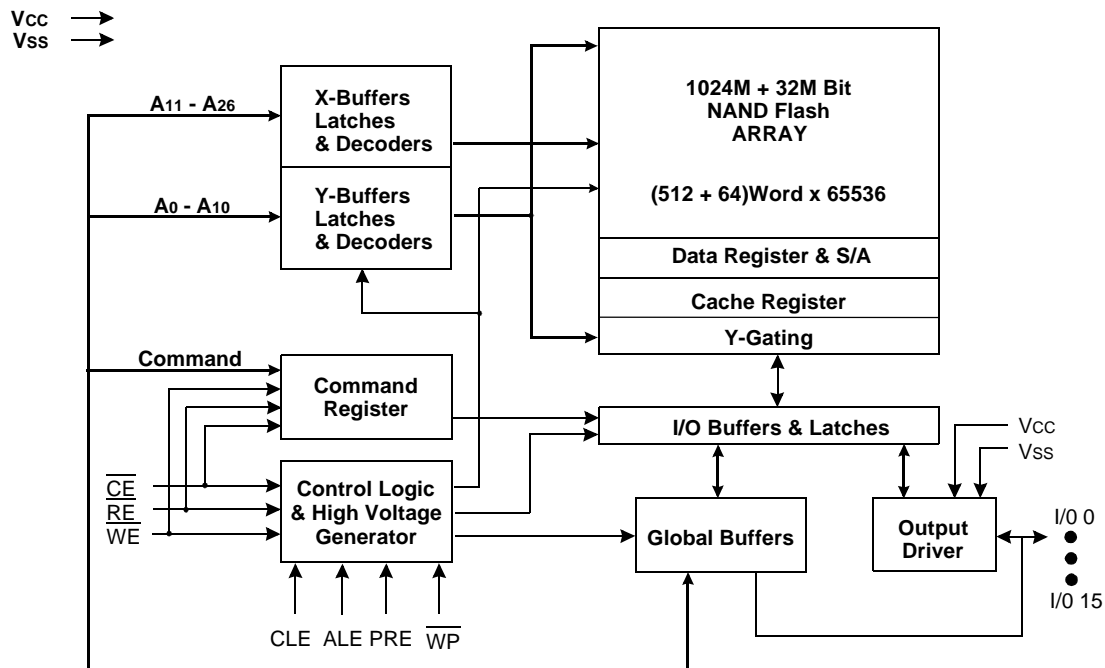 VCC
VSS
A11 - A26
X-Buffers
Latches
& Decoders
A0 - A10
Y-Buffers
Latches
& Decoders
1024M + 32M Bit
NAND Flash
ARRAY
(512 + 64)Word x 65536
Data Register & S/A
Cache Register
Y-Gating
Command
Command
Register
I/O Buffers & Latches
VCC
VSS
CE
RE
WE
Control Logic
& High Voltage
Generator
Global Buffers
Output
Driver
I/0 0
I/0 15
CLE
ALE
PRE
WP